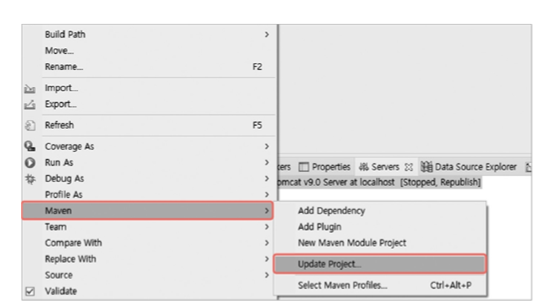 Build Path
Move...
Rename... F2
Import...
Export...
Refresh F5
Coverage As
Run As
Debug As
Profile As
Maven
Team
Compare With
Replace With
Source
Validate
Properties Servers Data Source Explorer
v9.0 Server at localhost [Stopped, Republish]
Add Dependency
Add Plugin
New Maven Module Project
Update Project...
Select Maven Profiles... Ctrl+Alt+P